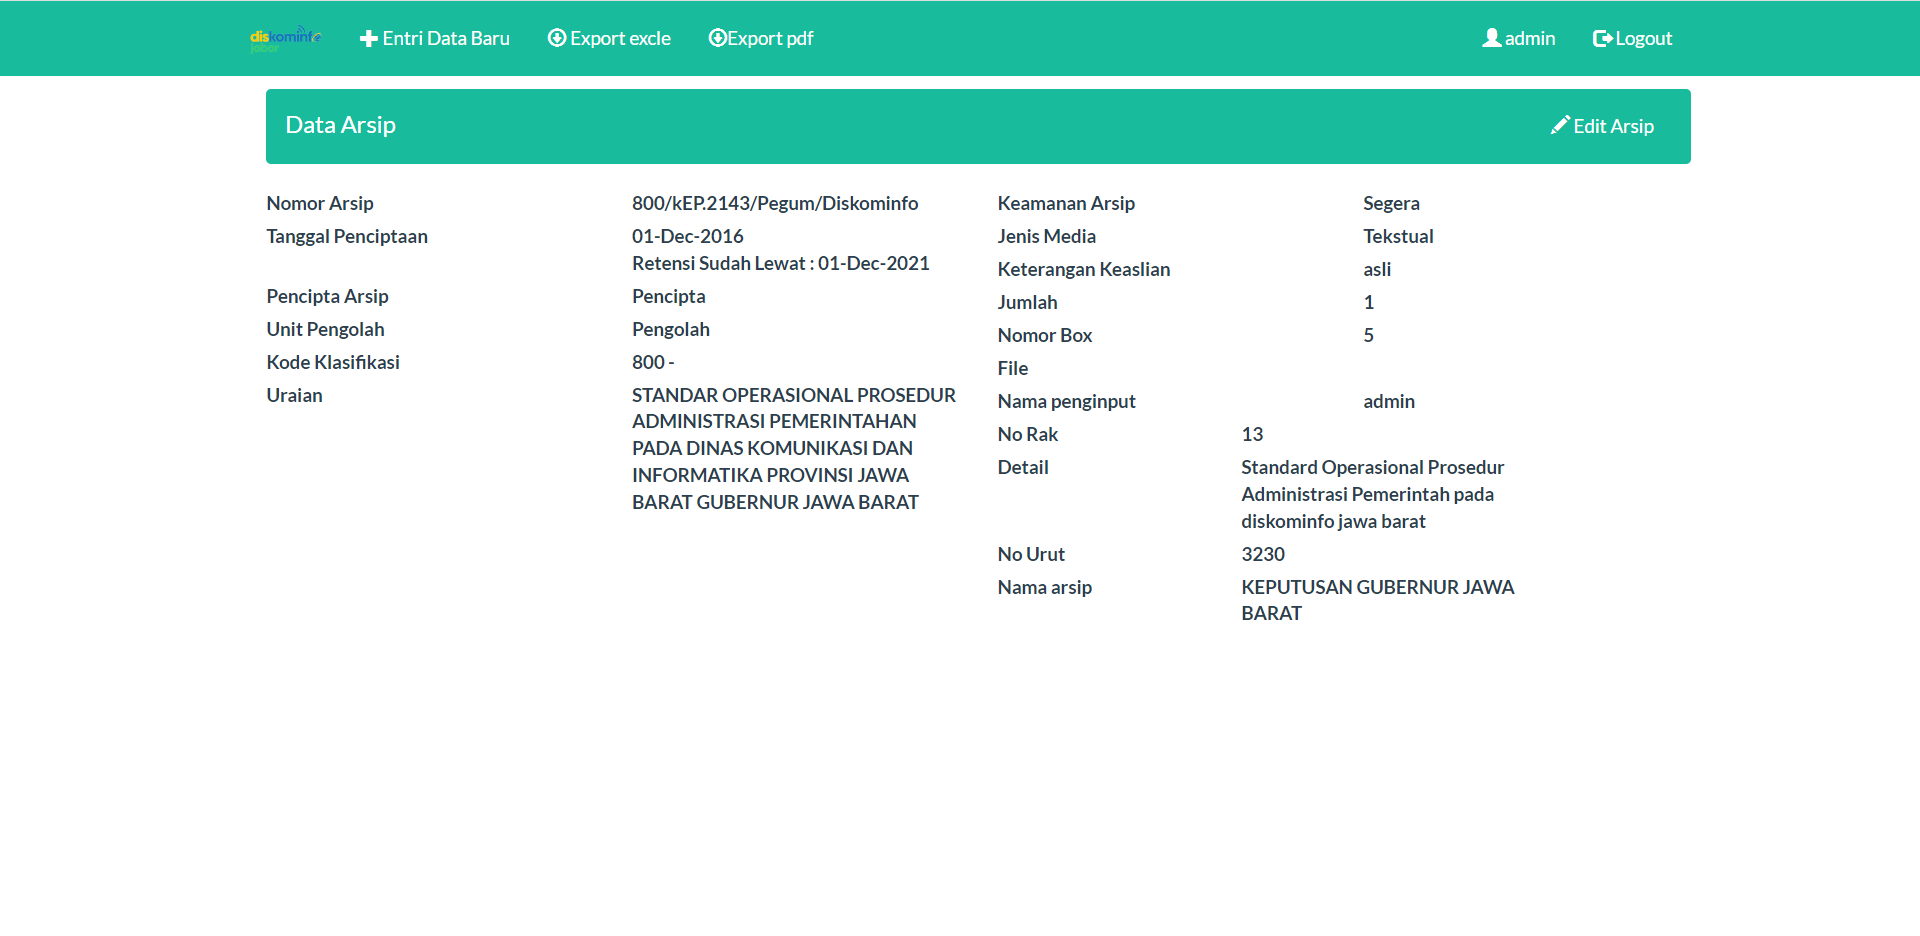 diskominfo
jabar
Entri Data Baru
Export excle
Export pdf
admin
Logout
Data Arsip
Edit Arsip
Nomor Arsip
800/kEP.2143/Pegum/Diskominfo
Tanggal Penciptaan
01-Dec-2016
Retensi Sudah Lewat : 01-Dec-2021
Pencipta Arsip
Pencipta
Unit Pengolah
Pengolah
Kode Klasifikasi
800 -
Uraian
STANDAR OPERASIONAL PROSEDUR
ADMINISTRASI PEMERINTAHAN
PADA DINAS KOMUNIKASI DAN
INFORMATIKA PROVINSI JAWA
BARAT GUBERNUR JAWA BARAT
Keamanan Arsip
Segera
Jenis Media
Tekstual
Keterangan Keaslian
asli
Jumlah
1
Nomor Box
5
File
Nama penginput
admin
No Rak
13
Detail
Standard Operasional Prosedur
Administrasi Pemerintah pada
diskominfo jawa barat
No Urut
3230
Nama arsip
KEPUTUSAN GUBERNUR JAWA
BARAT